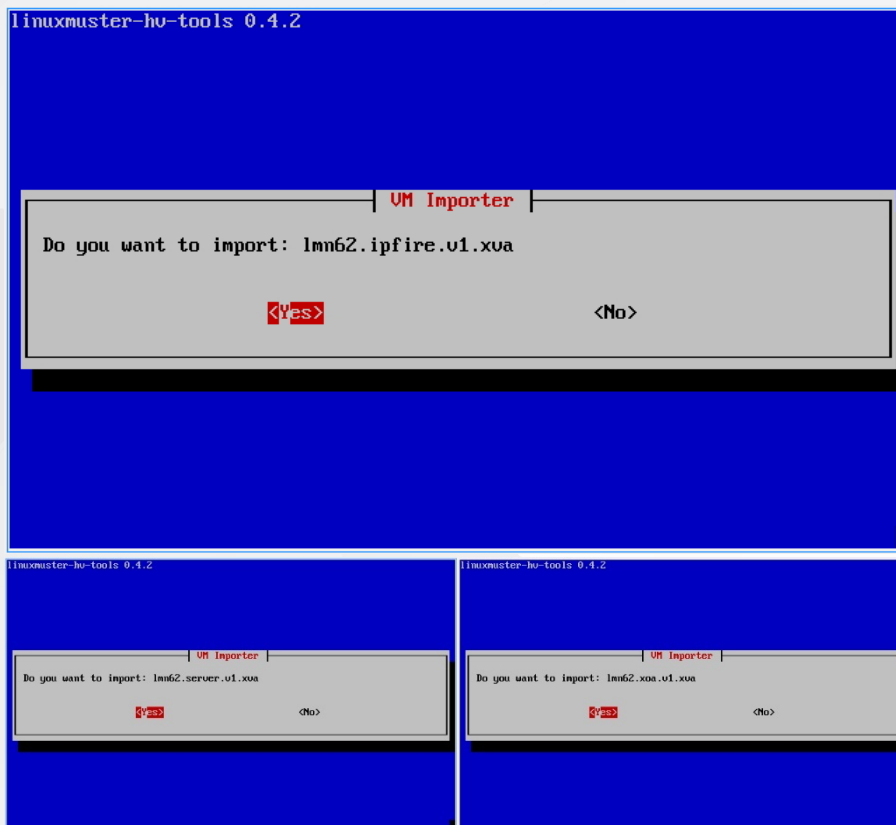 linuxmuster-hv-tools 0.4.2
VM Importer
Do you want to import: lmn62.ipfire.v1.xva
<Yes> <No>
linuxmuster-hv-tools 0.4.2
VM Importer
Do you want to import: lmn62.server.v1.xva
<Yes> <No>
linuxmuster-hv-tools 0.4.2
VM Importer
Do you want to import: lmn62.xoa.v1.xva
<Yes> <No>